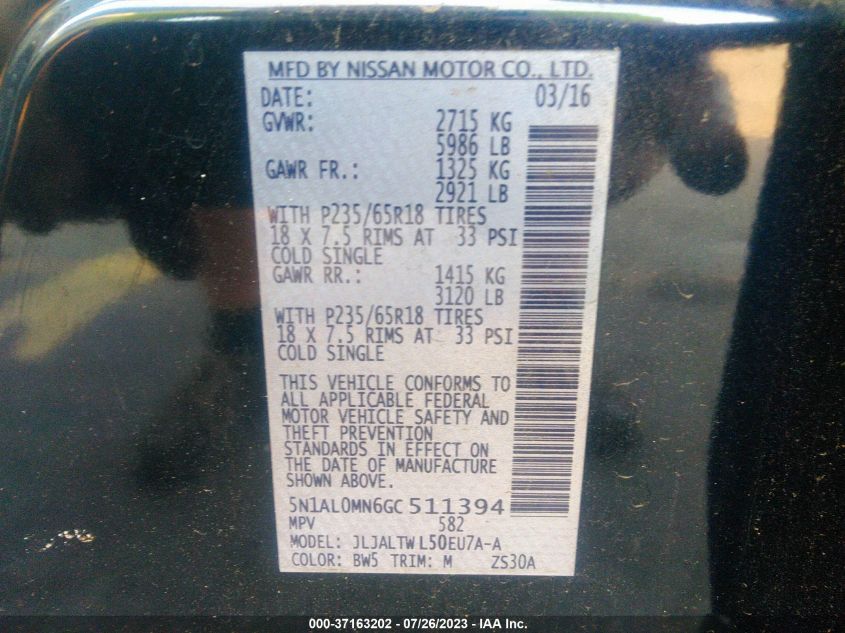 MFD BY NISSAN MOTOR CO., LTD.
DATE: 03/16
GVWR: 2715 KG
5986 LB
GAWR FR.: 1325 KG
2921 LB
WITH P235/65R18 TIRES
18 X 7.5 RIMS AT 33 PSI
COLD SINGLE
GAWR RR.: 1415 KG
3120 LB
WITH P235/65R18 TIRES
18 X 7.5 RIMS AT 33 PSI
COLD SINGLE
THIS VEHICLE CONFORMS TO
ALL APPLICABLE FEDERAL
MOTOR VEHICLE SAFETY AND
THEFT PREVENTION
STANDARDS IN EFFECT ON
THE DATE OF MANUFACTURE
SHOWN ABOVE.
5N1AL0MN6GC511394
MPV 582
MODEL: JLJALTWL50EU7A-A
COLOR: BW5 TRIM: M ZS30A
000-37163202 - 07/26/2023 - IAA Inc.